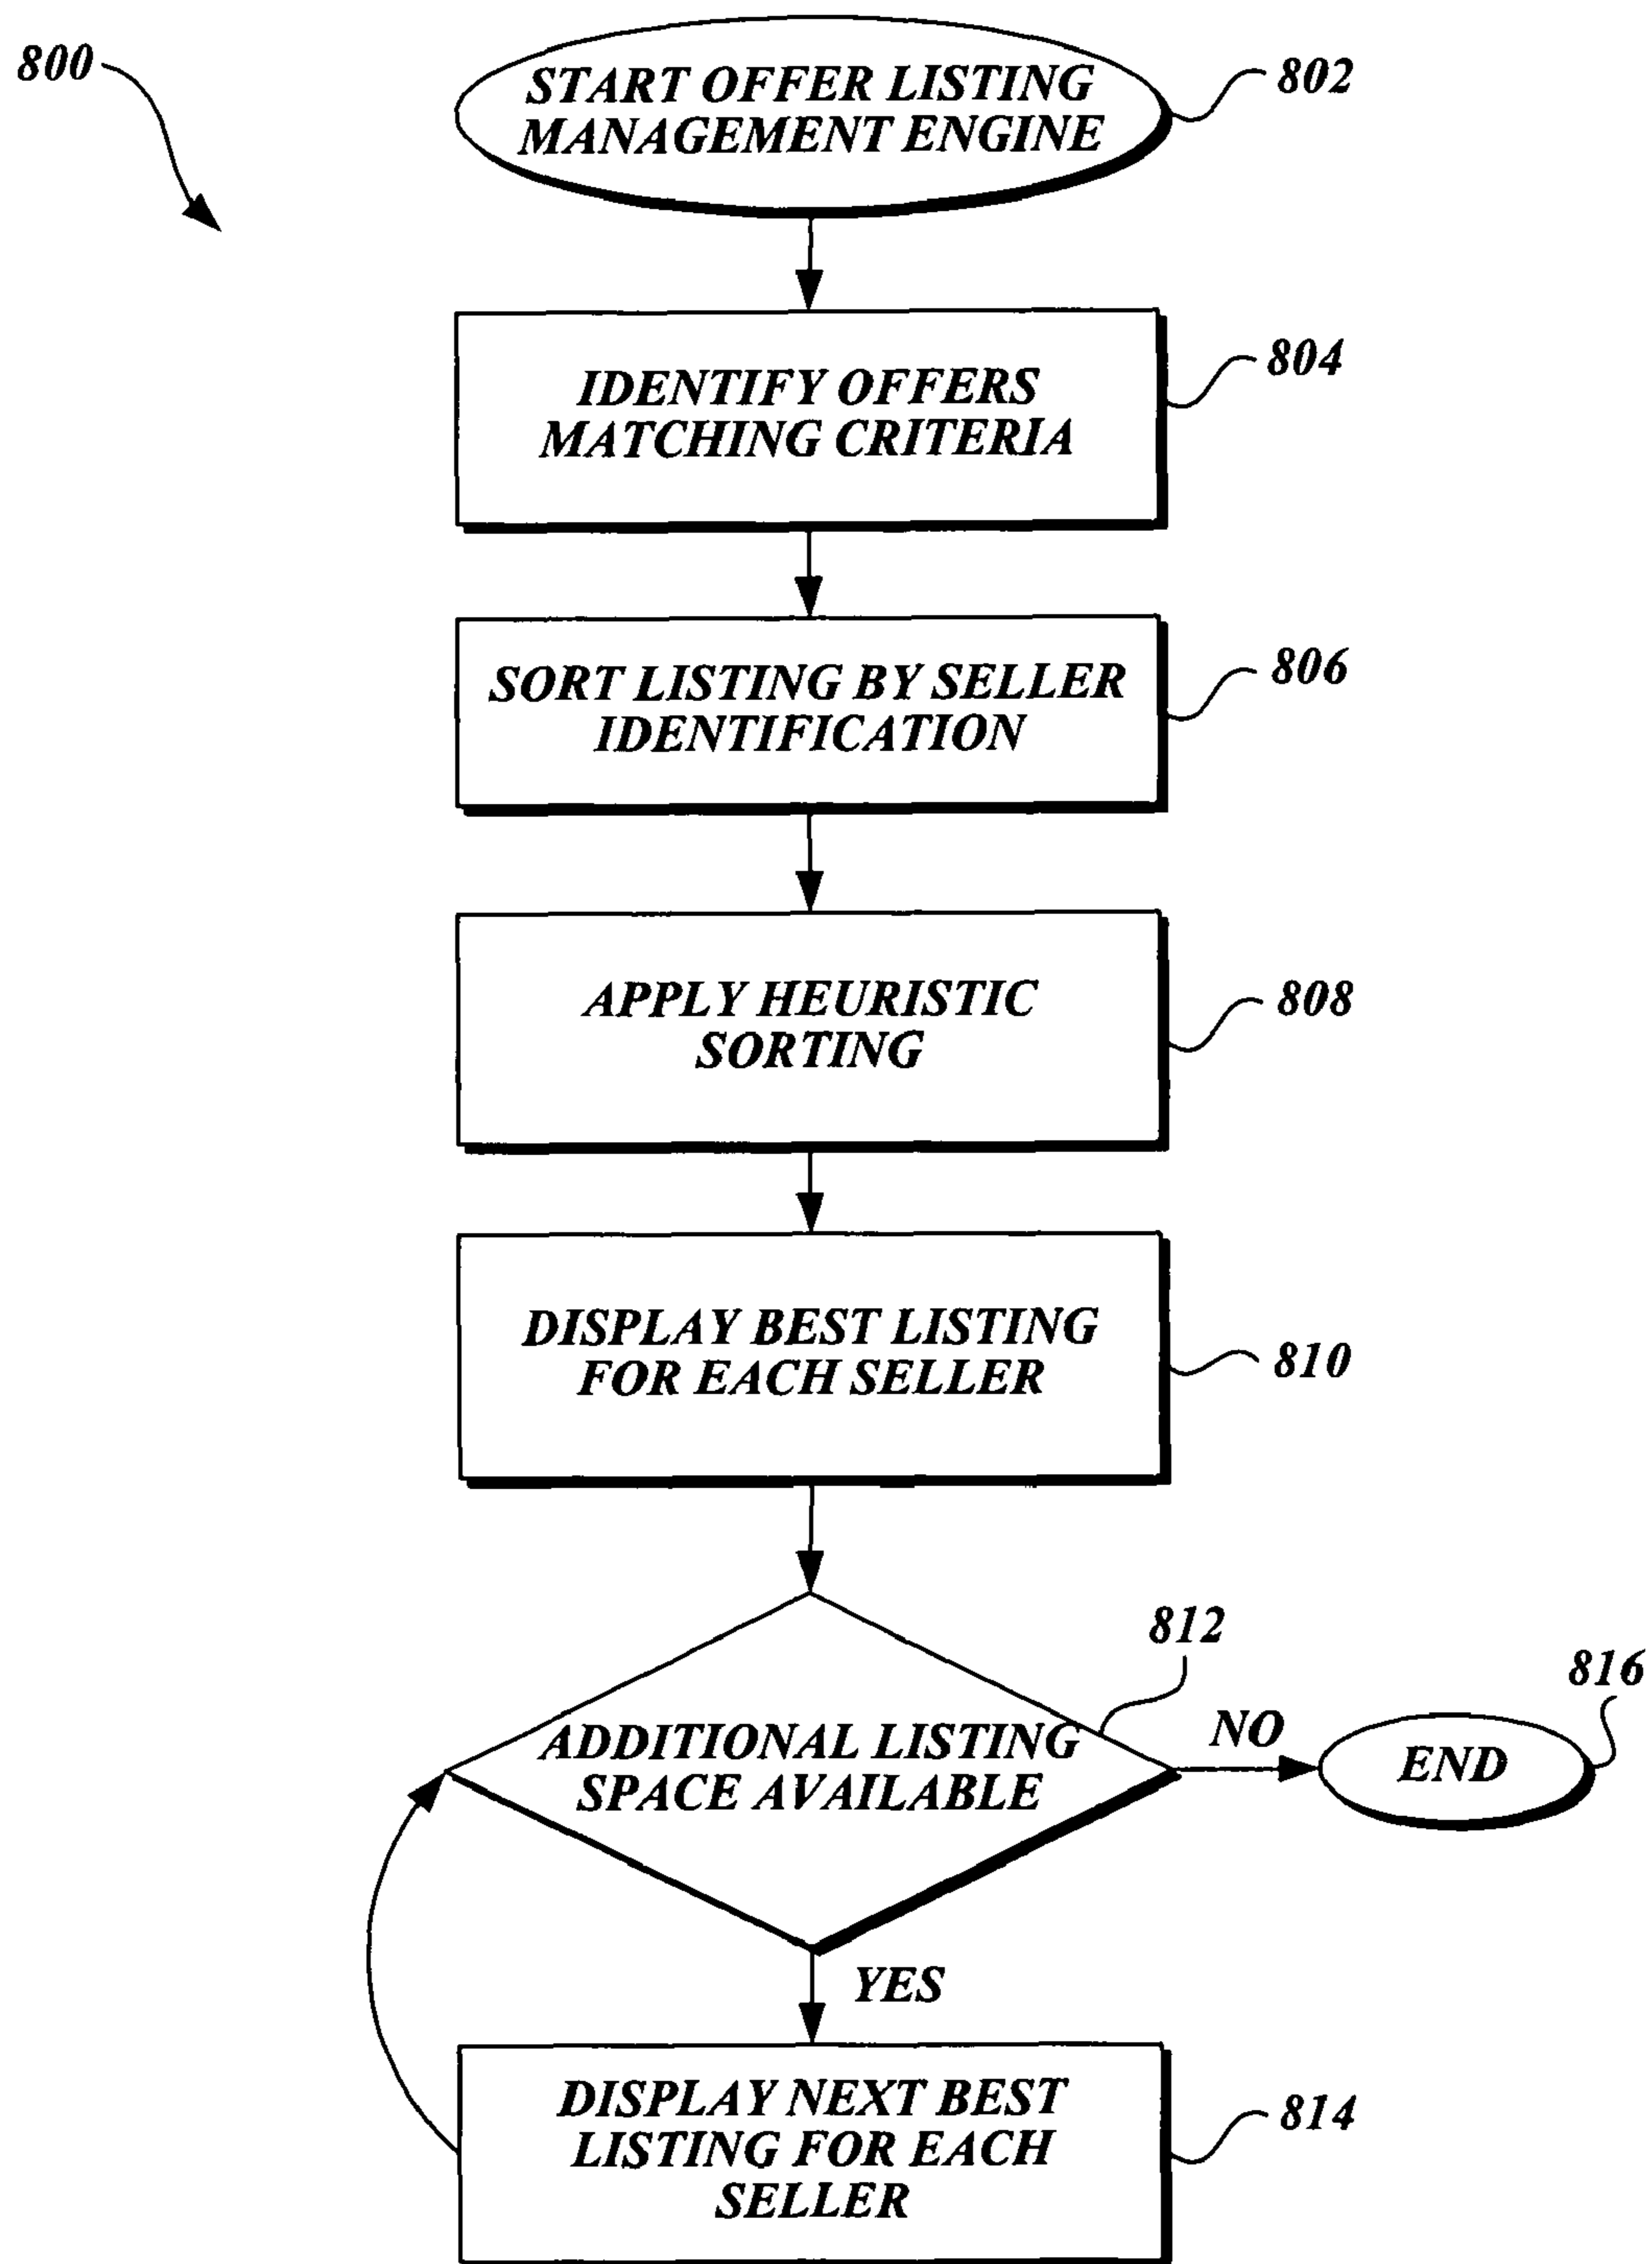 800
START OFFER LISTING
MANAGEMENT ENGINE
802
IDENTIFY OFFERS
MATCHING CRITERIA
804
SORT LISTING BY SELLER
IDENTIFICATION
806
APPLY HEURISTIC
SORTING
808
DISPLAY BEST LISTING
FOR EACH SELLER
810
812
ADDITIONAL LISTING
SPACE AVAILABLE
NO
816
END
YES
DISPLAY NEXT BEST
LISTING FOR EACH
SELLER
814